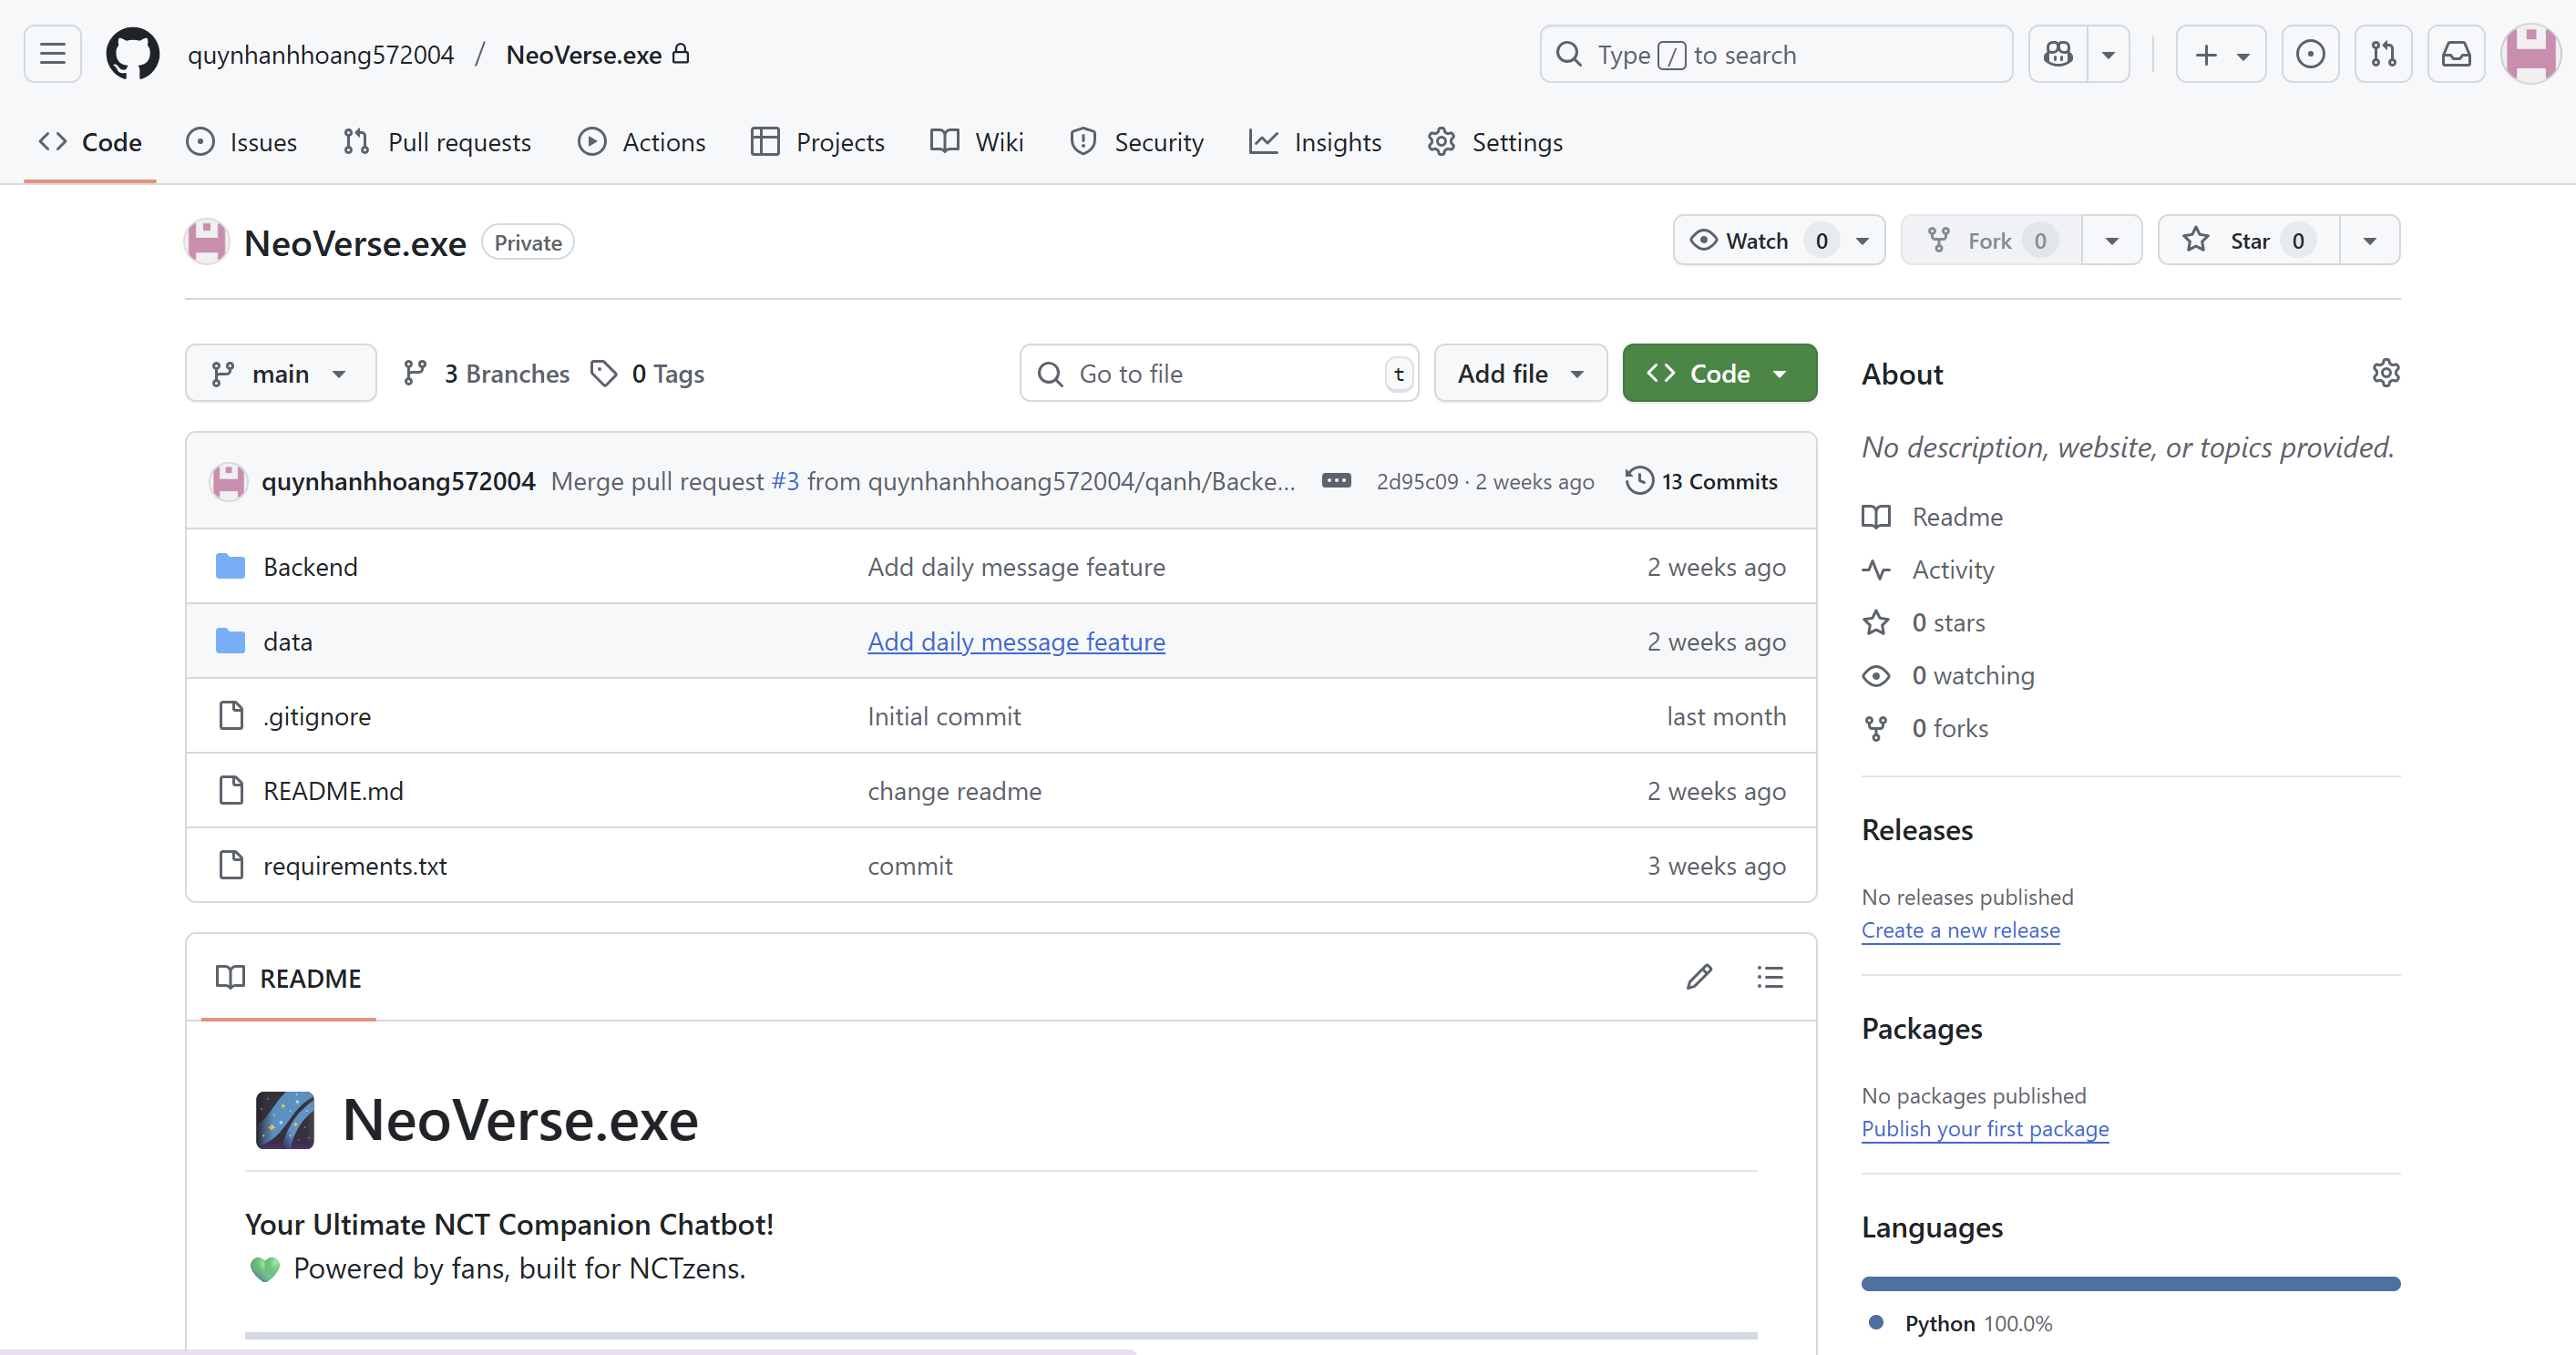 quynhanhhoang572004 / NeoVerse.exe
Type / to search
Code Issues Pull requests Actions Projects Wiki Security Insights Settings
NeoVerse.exe Private
Watch 0 Fork 0 Star 0
main 3 Branches 0 Tags
Go to file t Add file Code
quynhanhhoang572004 Merge pull request #3 from quynhanhhoang572004/qanh/Backe... 2d95c09 · 2 weeks ago 13 Commits
Backend Add daily message feature 2 weeks ago
data Add daily message feature 2 weeks ago
.gitignore Initial commit last month
README.md change readme 2 weeks ago
requirements.txt commit 3 weeks ago
README
NeoVerse.exe
Your Ultimate NCT Companion Chatbot!
💚 Powered by fans, built for NCTzens.
About
No description, website, or topics provided.
Readme
Activity
0 stars
0 watching
0 forks
Releases
No releases published
Create a new release
Packages
No packages published
Publish your first package
Languages
Python 100.0%